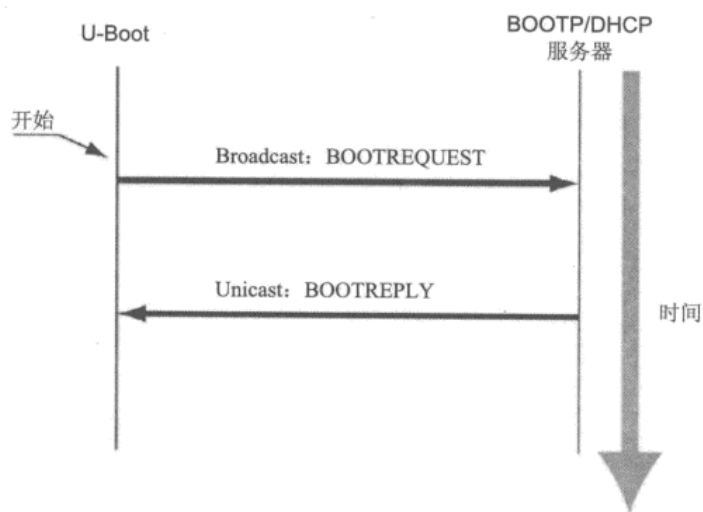 U-Boot
BOOTP/DHCP
服务器
开始
Broadcast：BOOTREQUEST
Unicast：BOOTREPLY
时间